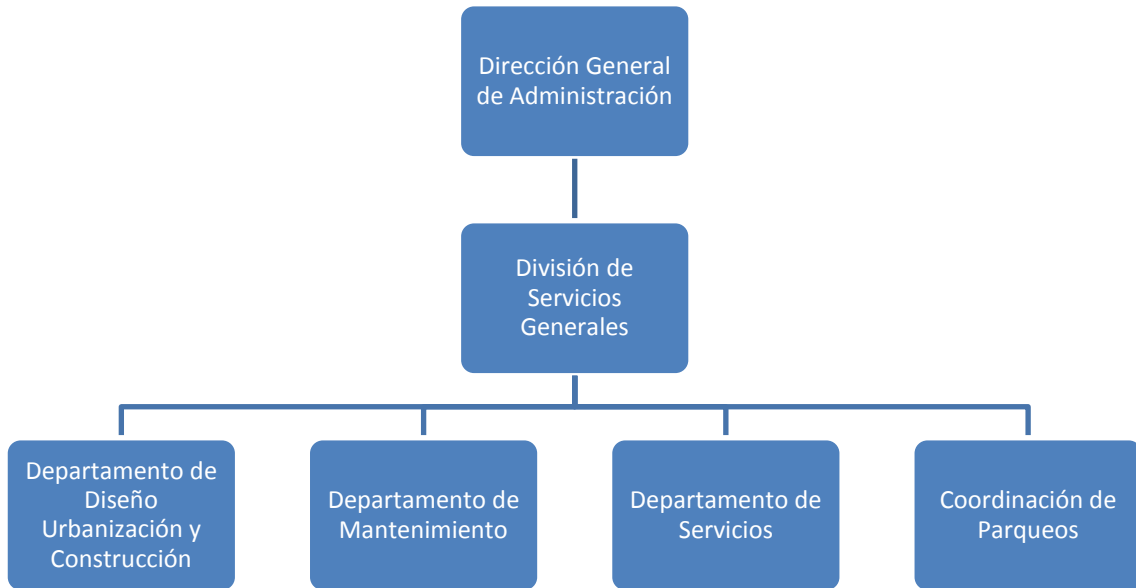 Dirección General
de Administración
División de
Servicios
Generales
Departamento de
Diseño
Urbanización y
Construcción
Departamento de
Mantenimiento
Departamento de
Servicios
Coordinación de
Parqueos